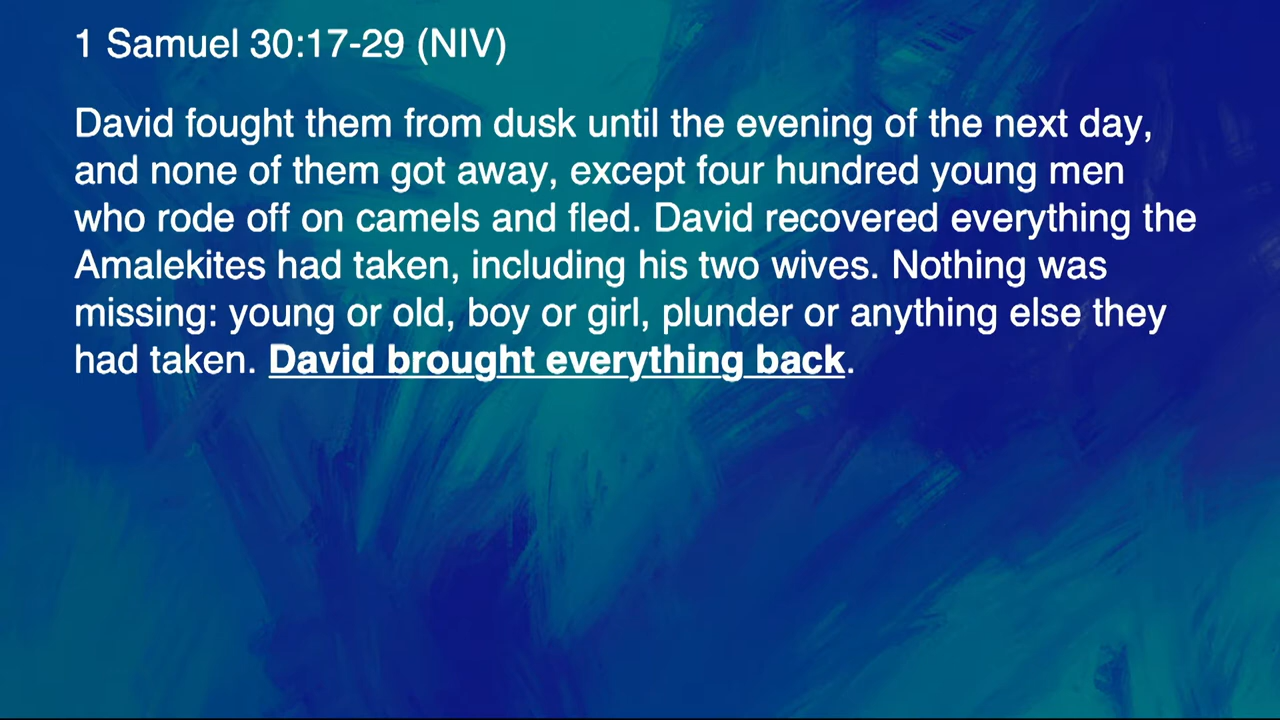 1 Samuel 30:17-29 (NIV)
David fought them from dusk until the evening of the next day,
and none of them got away, except four hundred young men
who rode off on camels and fled. David recovered everything the
Amalekites had taken, including his two wives. Nothing was
missing: young or old, boy or girl, plunder or anything else they
had taken. David brought everything back.